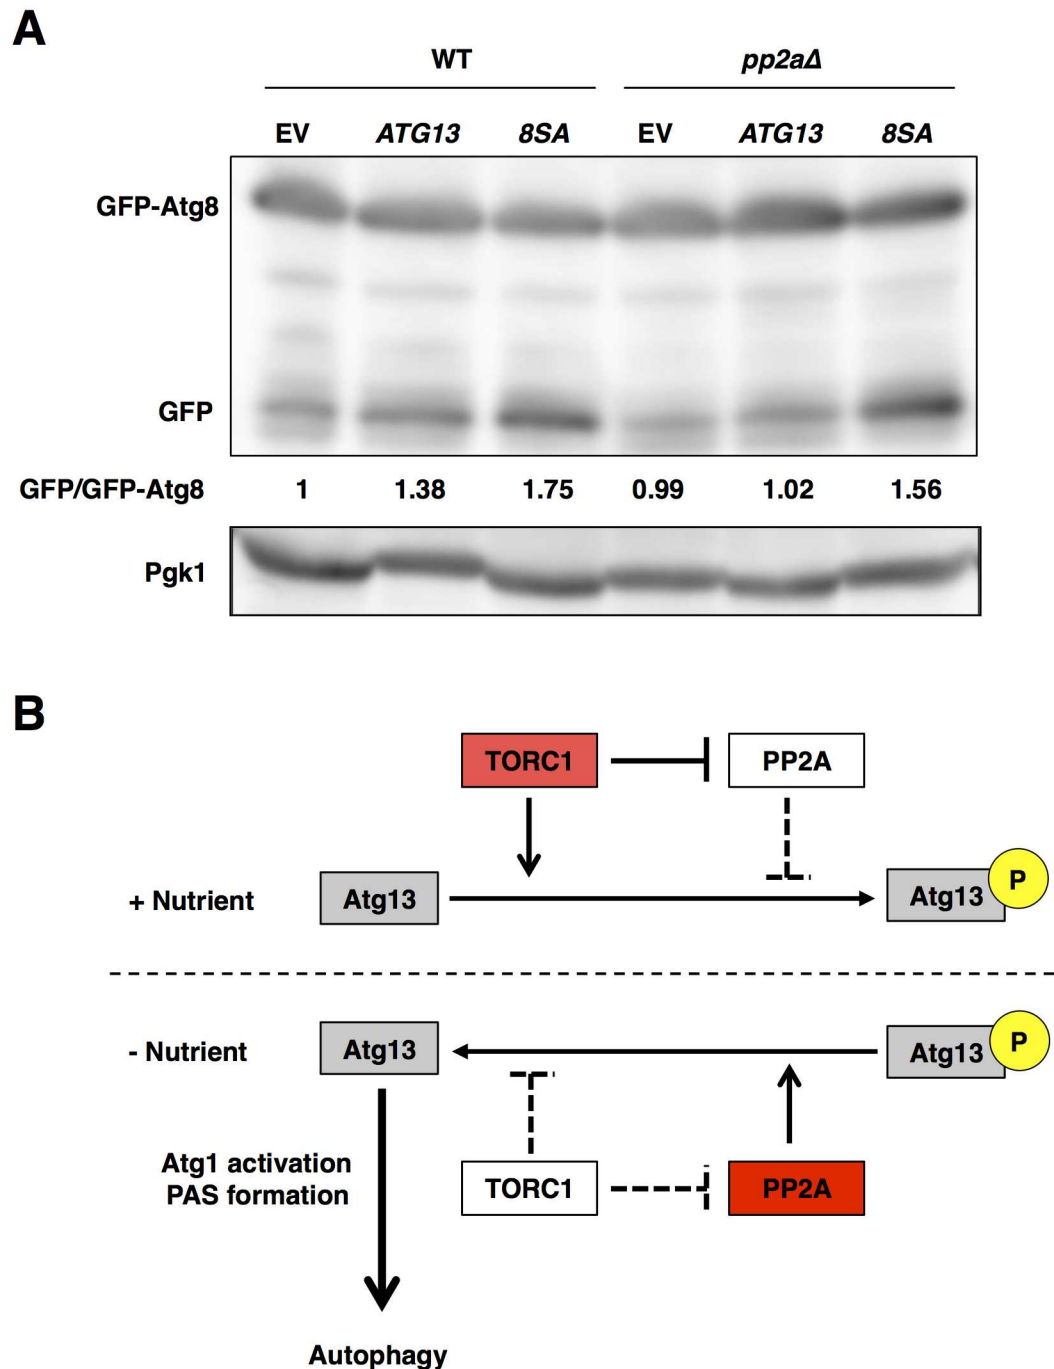 A
WT pp2aΔ
EV ATG13 8SA EV ATG13 8SA
GFP-Atg8
GFP
GFP/GFP-Atg8 1 1.38 1.75 0.99 1.02 1.56
Pgk1
B
TORC1 PP2A
+ Nutrient Atg13 Atg13 P
- Nutrient Atg13 Atg13 P
Atg1 activation
PAS formation
TORC1 PP2A
Autophagy